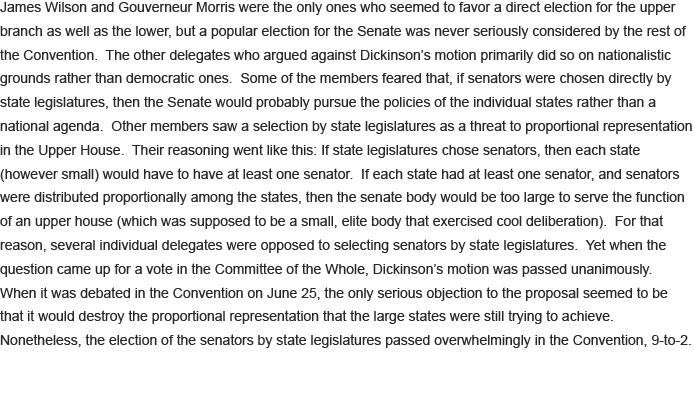 James Wilson and Gouverneur Morris were the only ones who seemed to favor a direct election for the upper
branch as well as the lower, but a popular election for the Senate was never seriously considered by the rest of
the Convention.  The other delegates who argued against Dickinson's motion primarily did so on nationalistic
grounds rather than democratic ones.  Some of the members feared that, if senators were chosen directly by
state legislatures, then the Senate would probably pursue the policies of the individual states rather than a
national agenda.  Other members saw a selection by state legislatures as a threat to proportional representation
in the Upper House.  Their reasoning went like this: If state legislatures chose senators, then each state
(however small) would have to have at least one senator.  If each state had at least one senator, and senators
were distributed proportionally among the states, then the senate body would be too large to serve the function
of an upper house (which was supposed to be a small, elite body that exercised cool deliberation).  For that
reason, several individual delegates were opposed to selecting senators by state legislatures.  Yet when the
question came up for a vote in the Committee of the Whole, Dickinson's motion was passed unanimously.
When it was debated in the Convention on June 25, the only serious objection to the proposal seemed to be
that it would destroy the proportional representation that the large states were still trying to achieve.
Nonetheless, the election of the senators by state legislatures passed overwhelmingly in the Convention, 9-to-2.